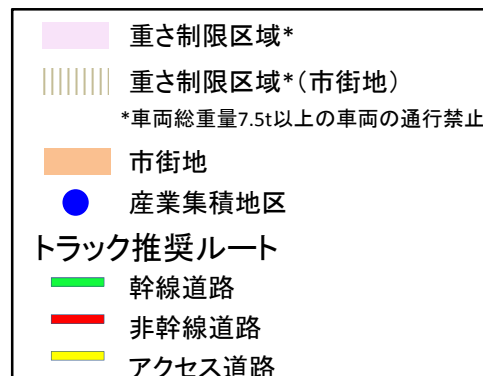 重さ制限区域*
重さ制限区域*(市街地)
*車両総重量7.5t以上の車両の通行禁止
市街地
産業集積地区
トラック推奨ルート
幹線道路
非幹線道路
アクセス道路